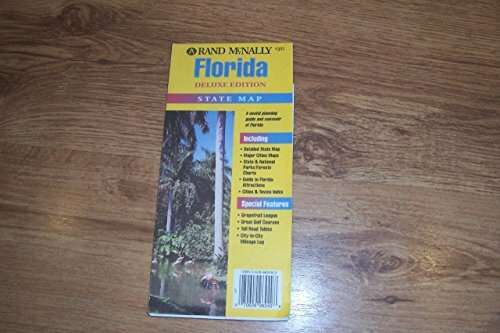 RAND McNALLY
Florida
DELUXE EDITION
STATE MAP
A useful planning
guide and souvenir
of Florida
Including
• Detailed State Map
• Major Cities Maps
• State & National
Parks/Forests
Charts
• Guide to Florida
Attractions
• Cities & Towns Index
Special Features
• Grapefruit League
• Great Golf Courses
• Toll Road Tables
• City-to-City
Mileage Log